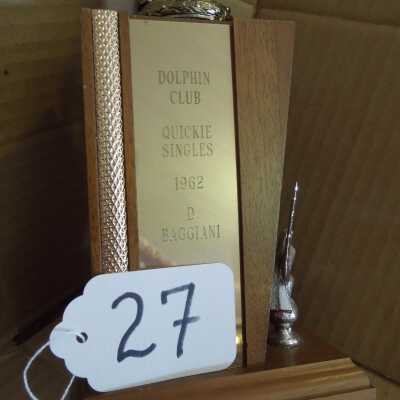 DOLPHIN
CLUB
QUICKIE
SINGLES
1962
D
BAGGIANI
27